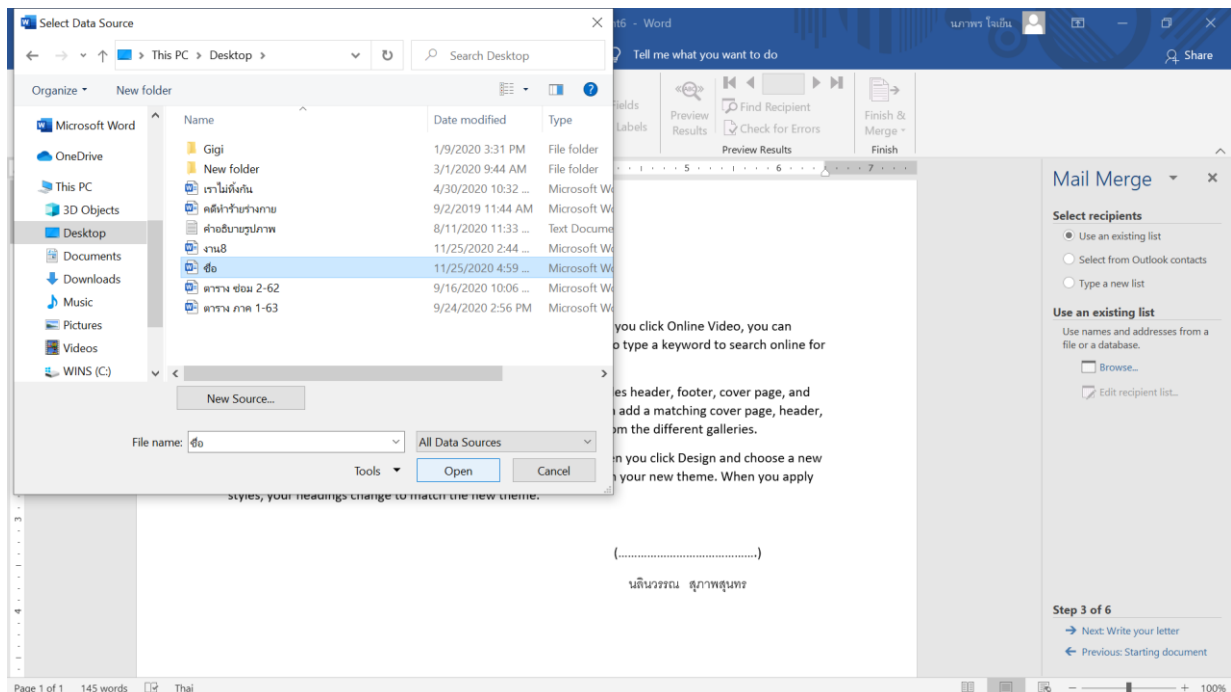 Select Data Source
nt6 - Word
นภาพร ใจเย็น
This PC > Desktop >
Search Desktop
Tell me what you want to do
Share
Organize
New folder
Microsoft Word
OneDrive
This PC
3D Objects
Desktop
Documents
Downloads
Music
Pictures
Videos
WINS (C:)
Name Date modified Type
Gigi 1/9/2020 3:31 PM File folder
New folder 3/1/2020 9:44 AM File folder
เราไม่ทิ้งกัน 4/30/2020 10:32 ... Microsoft Wo
คดีทำร้ายร่างกาย 9/2/2019 11:44 AM Microsoft Wo
คำอธิบายรูปภาพ 8/11/2020 11:33 ... Text Docume
งาน8 11/25/2020 2:44 ... Microsoft Wo
ชื่อ 11/25/2020 4:59 ... Microsoft Wo
ตาราง ซ่อม 2-62 9/16/2020 10:06 ... Microsoft Wo
ตาราง ภาค 1-63 9/24/2020 2:56 PM Microsoft Wo
New Source...
File name: ชื่อ
All Data Sources
Tools
Open
Cancel
ields
Labels
«ABC»
Preview
Results
Find Recipient
Check for Errors
Preview Results
Finish &
Merge
Finish
5 6 7
you click Online Video, you can
o type a keyword to search online for
es header, footer, cover page, and
add a matching cover page, header,
om the different galleries.
n you click Design and choose a new
your new theme. When you apply
styles, your headings change to match the new theme.
(…………………………………….)
นลินวรรณ สุภาพสุนทร
3
4
Mail Merge
Select recipients
Use an existing list
Select from Outlook contacts
Type a new list
Use an existing list
Use names and addresses from a
file or a database.
Browse...
Edit recipient list...
Step 3 of 6
Next: Write your letter
Previous: Starting document
Page 1 of 1 145 words Thai
100%